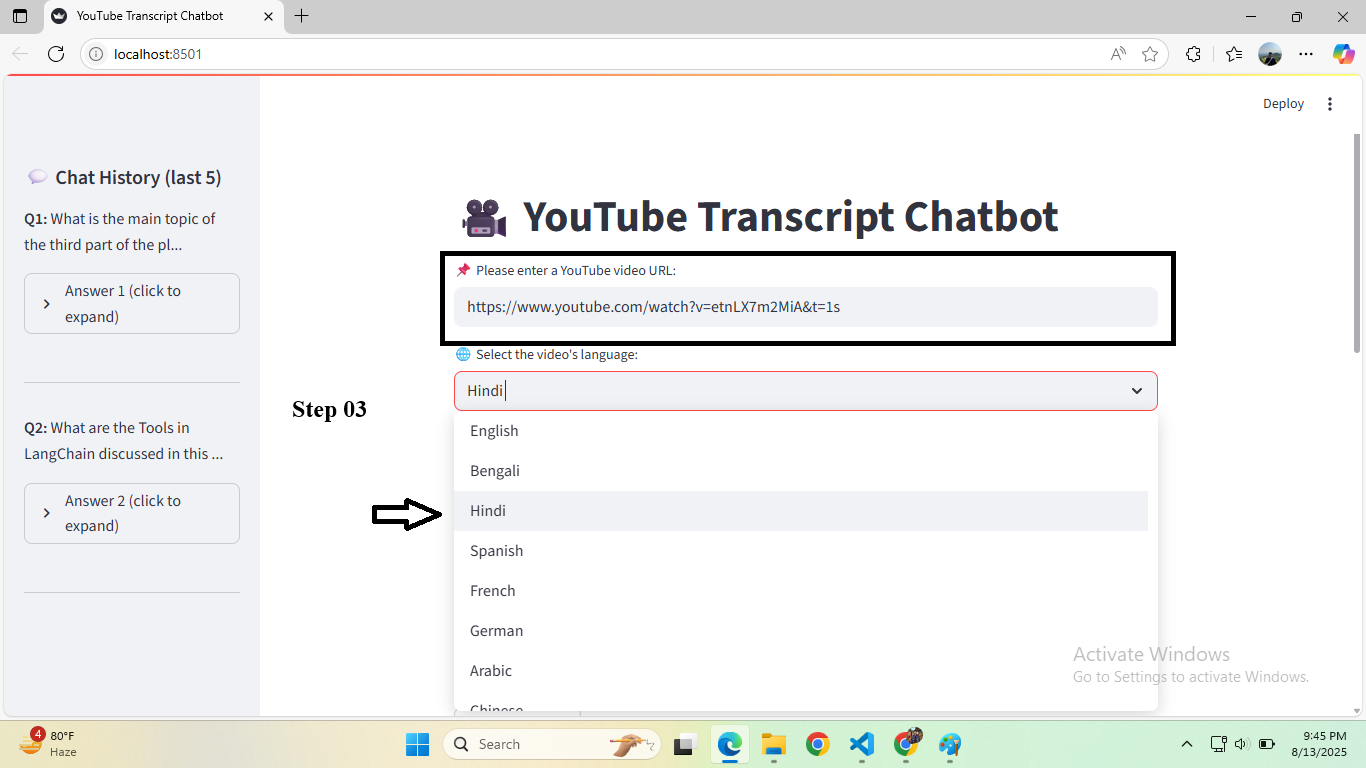 YouTube Transcript Chatbot
localhost:8501
Deploy
Chat History (last 5)
Q1: What is the main topic of
the third part of the pl...
Answer 1 (click to
expand)
Q2: What are the Tools in
LangChain discussed in this ...
Answer 2 (click to
expand)
YouTube Transcript Chatbot
Please enter a YouTube video URL:
https://www.youtube.com/watch?v=etnLX7m2MiA&t=1s
Select the video's language:
Hindi
Step 03
English
Bengali
Hindi
Spanish
French
German
Arabic
Chinese
Activate Windows
Go to Settings to activate Windows.
4
80°F
Haze
Search
9:45 PM
8/13/2025